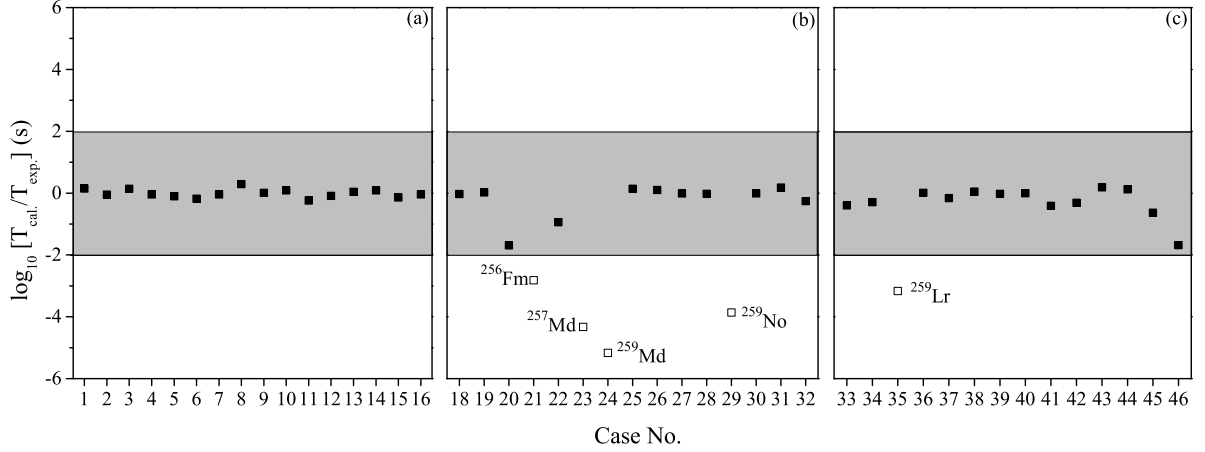 log10 [Tcal./Texp.] (s)
6
4
2
0
-2
-4
-6
(a)
(b)
(c)
256Fm
257Md
259Md
259No
259Lr
1 2 3 4 5 6 7 8 9 10 11 12 13 14 15 16
18 19 20 21 22 23 24 25 26 27 28 29 30 31 32
33 34 35 36 37 38 39 40 41 42 43 44 45 46
Case No.